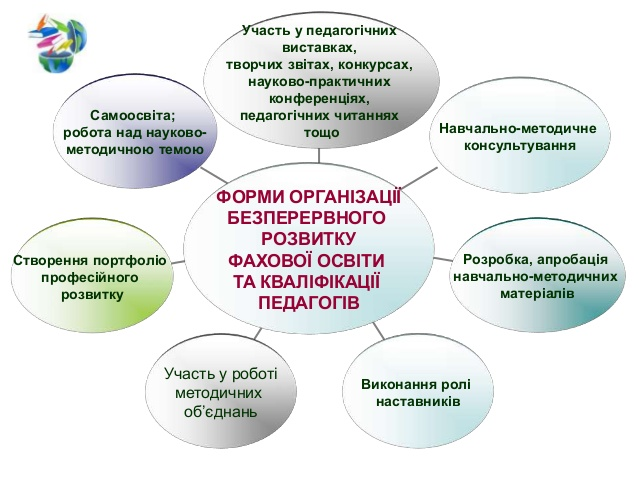 Участь у педагогічних
виставках,
творчих звітах, конкурсах,
науково-практичних
конференціях,
педагогічних читаннях
тощо
Самоосвіта;
робота над науково-
методичною темою
Навчально-методичне
консультування
ФОРМИ ОРГАНІЗАЦІЇ
БЕЗПЕРЕРВНОГО
РОЗВИТКУ
ФАХОВОЇ ОСВІТИ
ТА КВАЛІФІКАЦІЇ
ПЕДАГОГІВ
Створення портфоліо
професійного
розвитку
Розробка, апробація
навчально-методичних
матеріалів
Участь у роботі
методичних
об’єднань
Виконання ролі
наставників